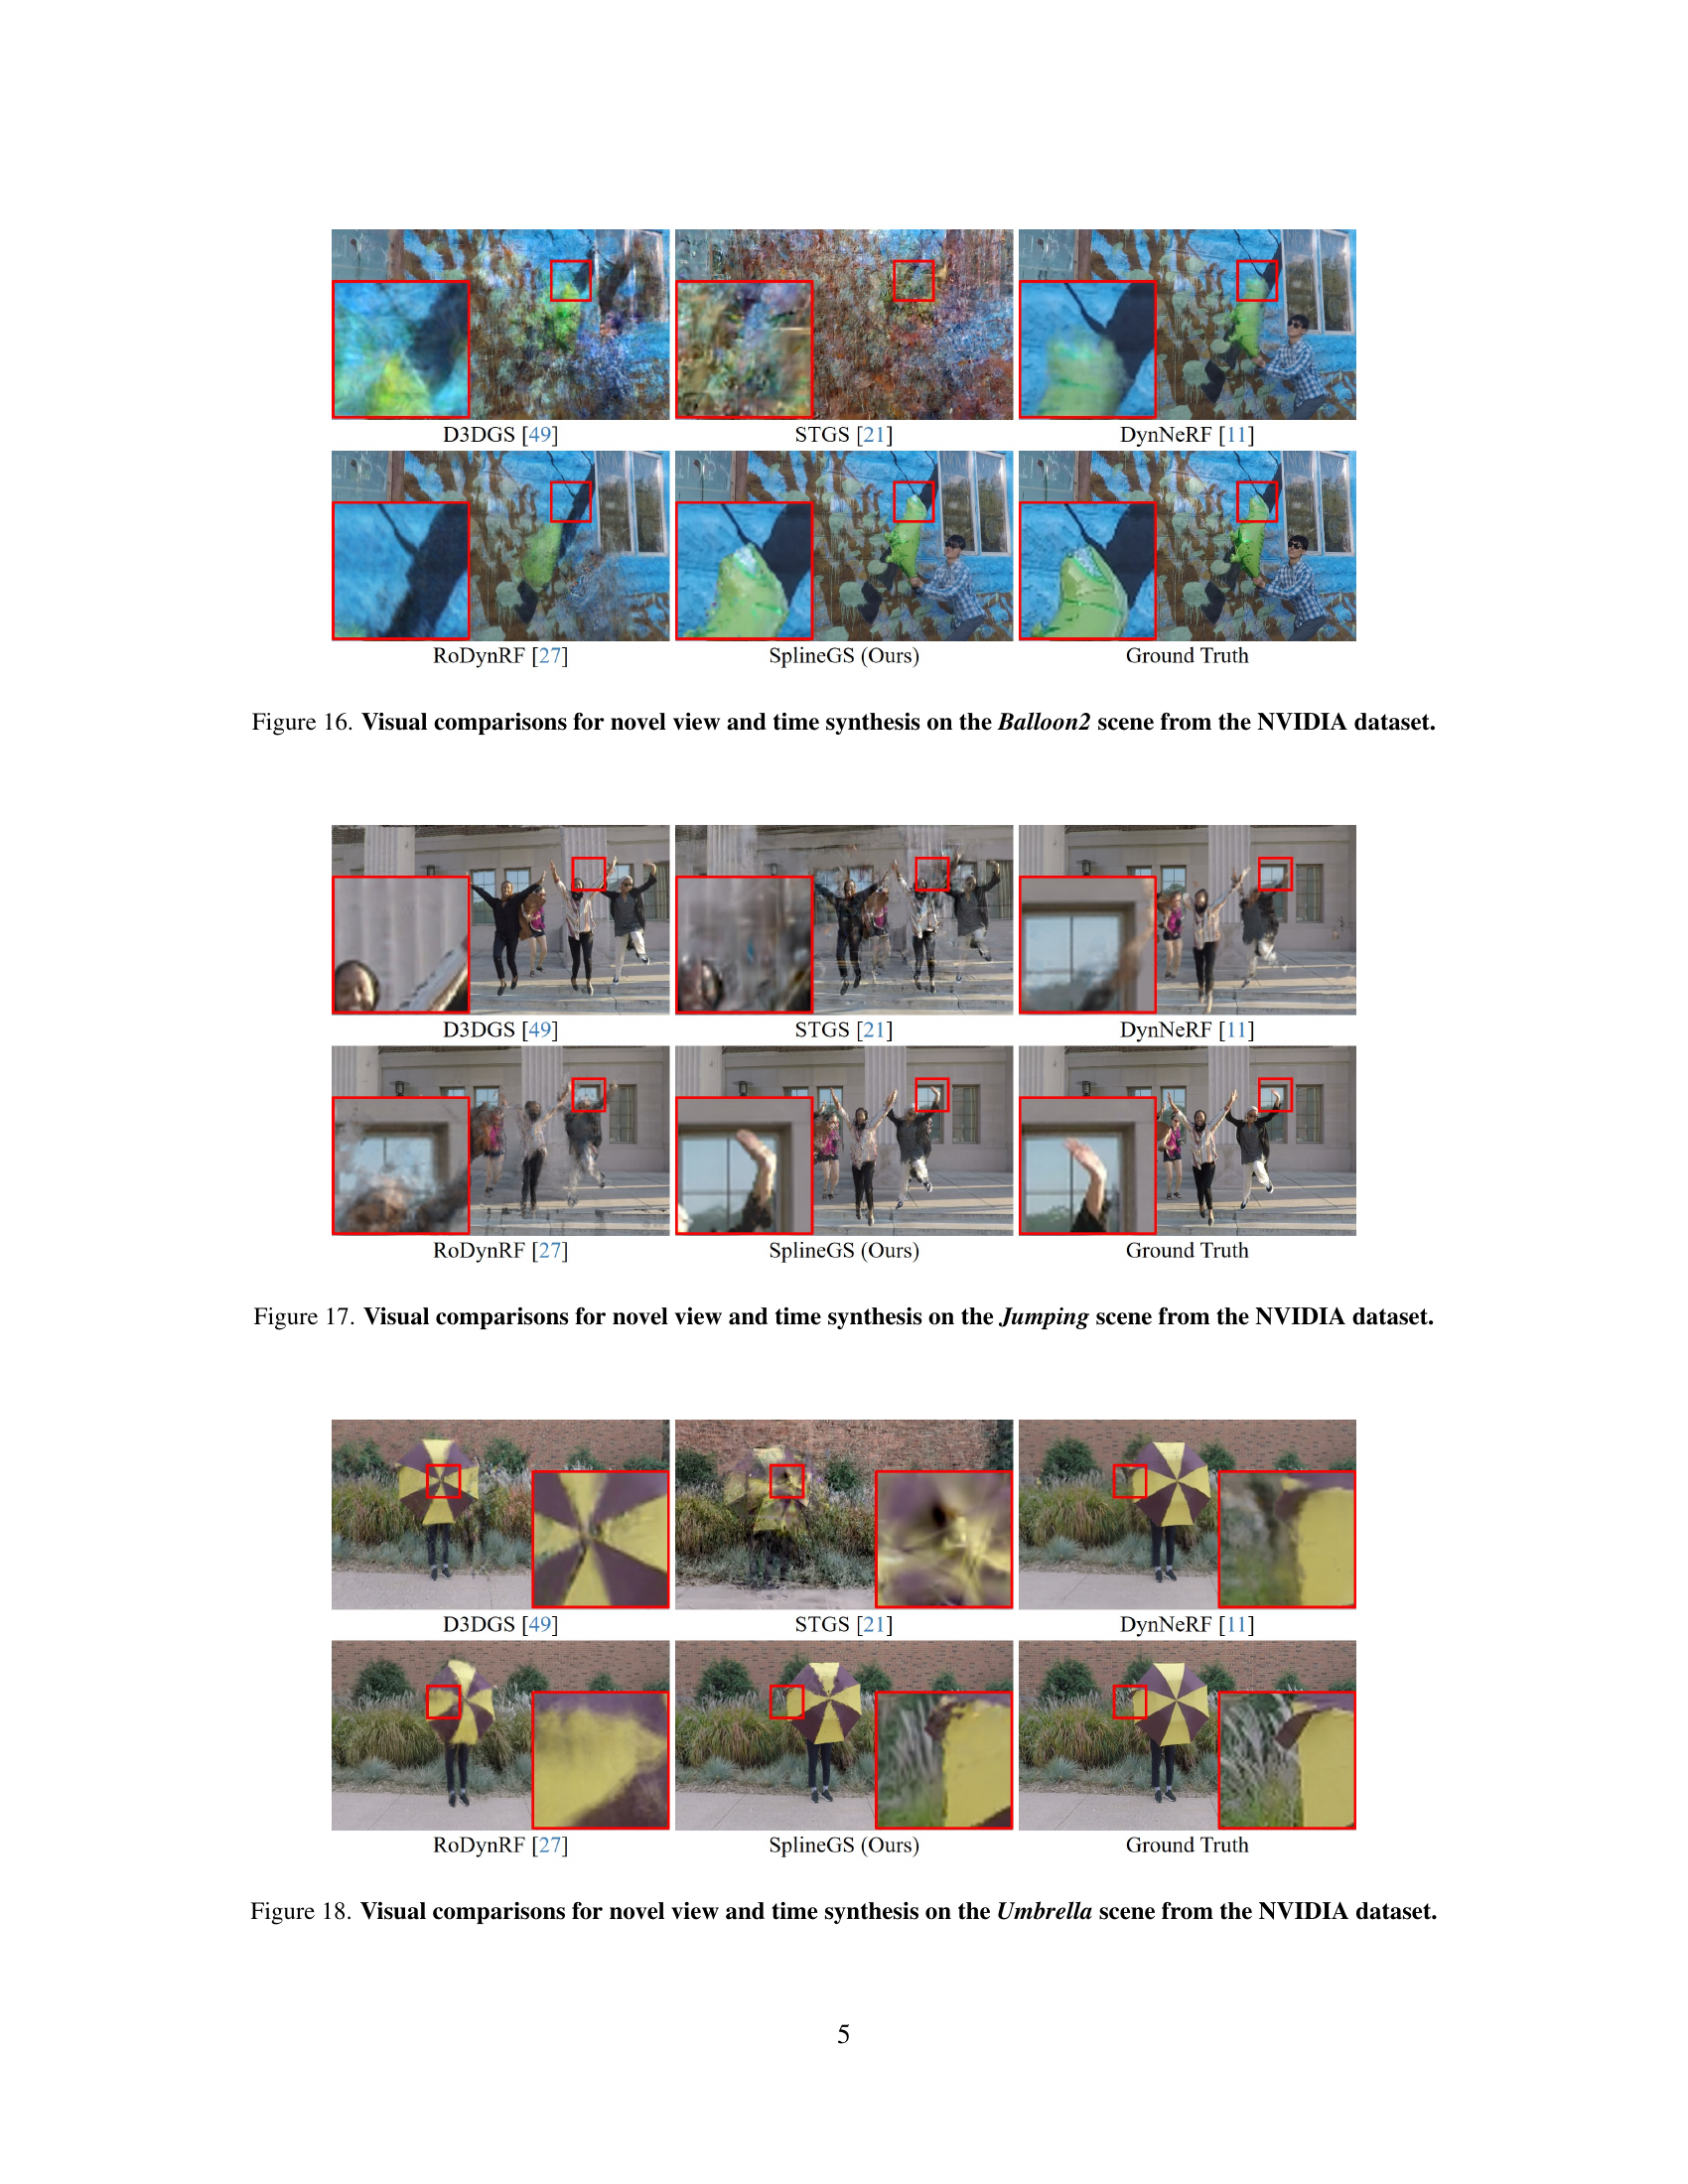 D3DGS [49]
STGS [21]
DynNeRF [11]
RoDynRF [27]
SplineGS (Ours)
Ground Truth
Figure 16. Visual comparisons for novel view and time synthesis on the Balloon2 scene from the NVIDIA dataset.
D3DGS [49]
STGS [21]
DynNeRF [11]
RoDynRF [27]
SplineGS (Ours)
Ground Truth
Figure 17. Visual comparisons for novel view and time synthesis on the Jumping scene from the NVIDIA dataset.
D3DGS [49]
STGS [21]
DynNeRF [11]
RoDynRF [27]
SplineGS (Ours)
Ground Truth
Figure 18. Visual comparisons for novel view and time synthesis on the Umbrella scene from the NVIDIA dataset.
5